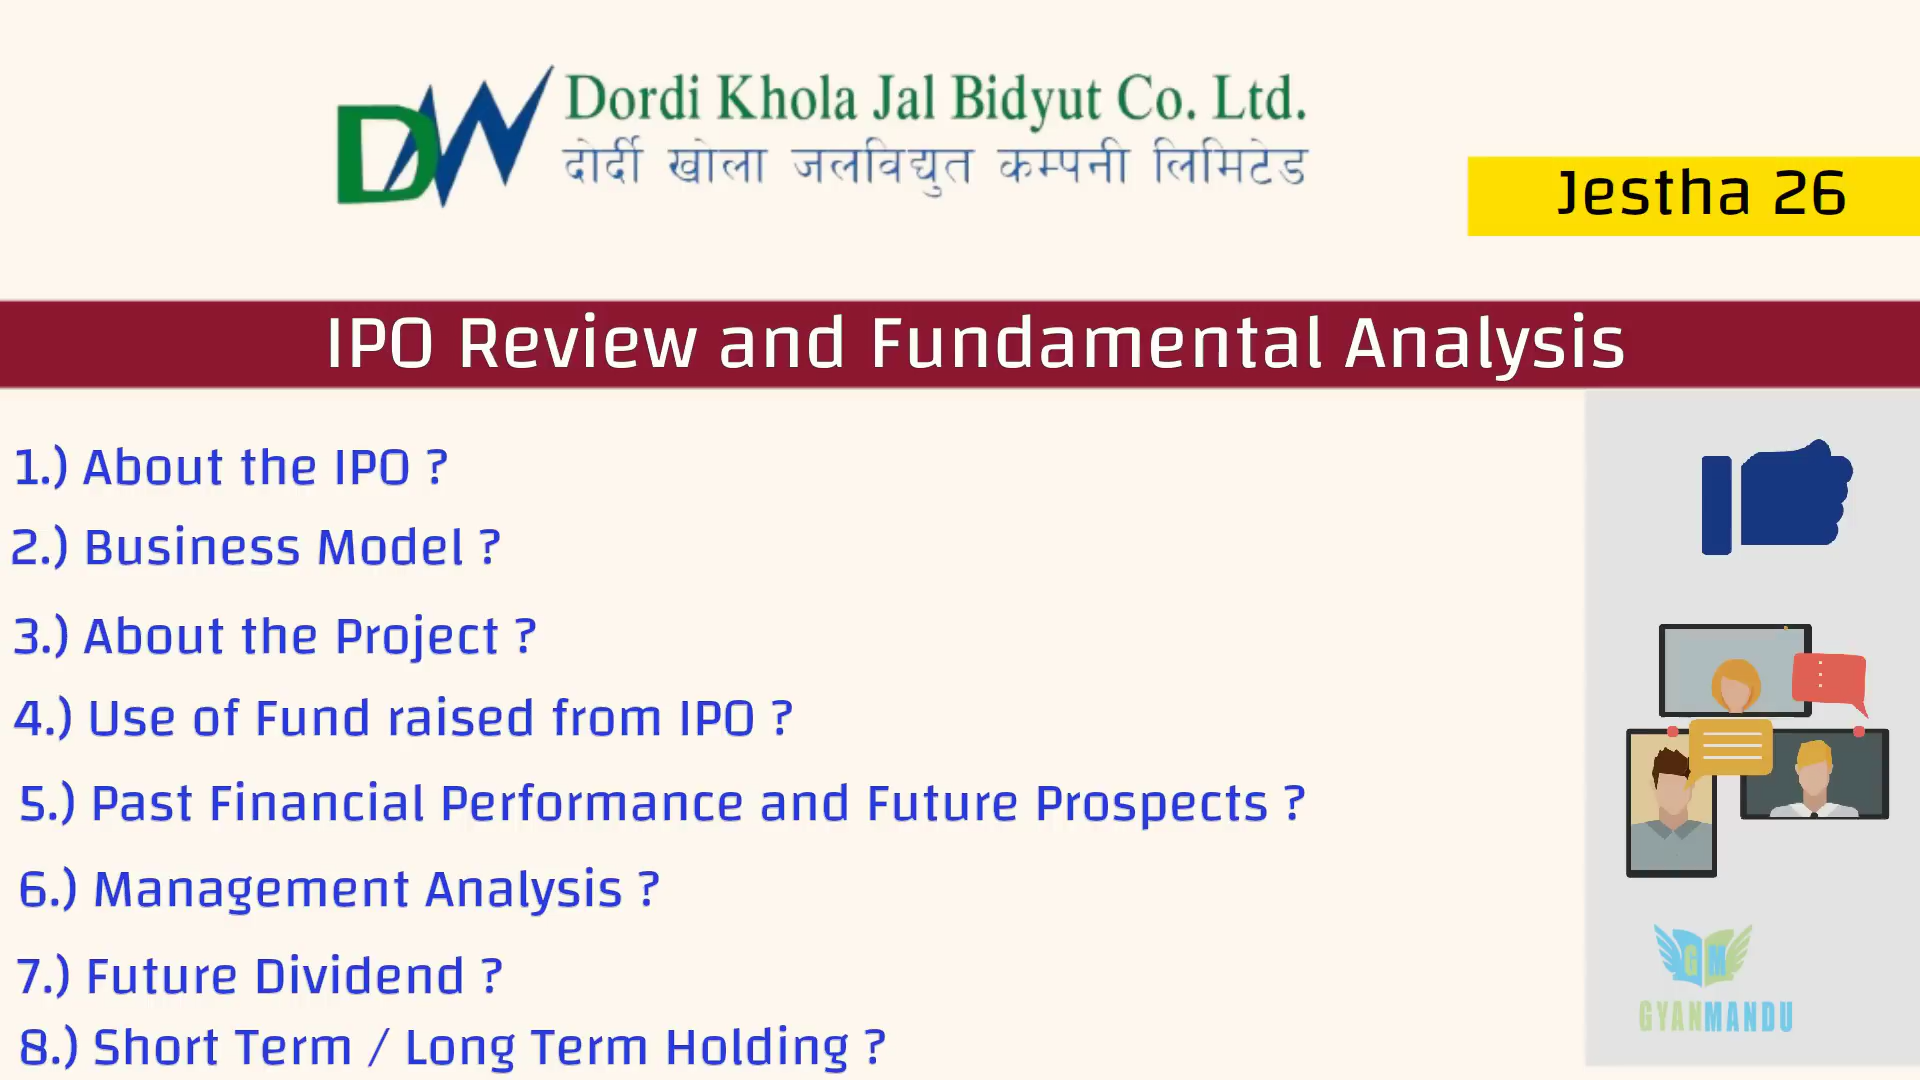 DW
Dordi Khola Jal Bidyut Co. Ltd.
दोर्दी खोला जलविद्युत कम्पनी लिमिटेड
Jestha 26
IPO Review and Fundamental Analysis
1.) About the IPO ?
2.) Business Model ?
3.) About the Project ?
4.) Use of Fund raised from IPO ?
5.) Past Financial Performance and Future Prospects ?
6.) Management Analysis ?
7.) Future Dividend ?
8.) Short Term / Long Term Holding ?
GM
GYANMANDU